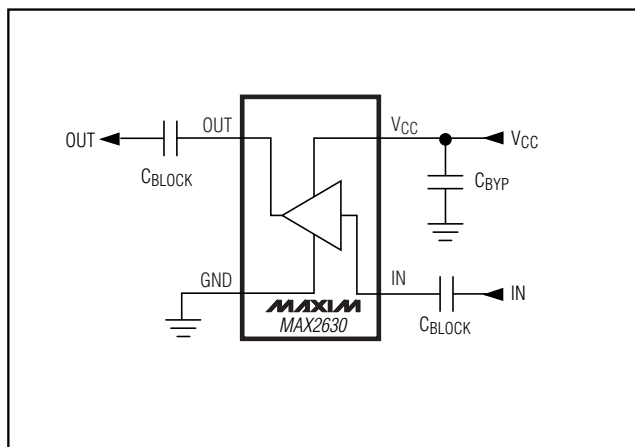 OUT
OUT
VCC
VCC
CBLOCK
CBYP
GND
IN
IN
MAXIM
MAX2630
CBLOCK